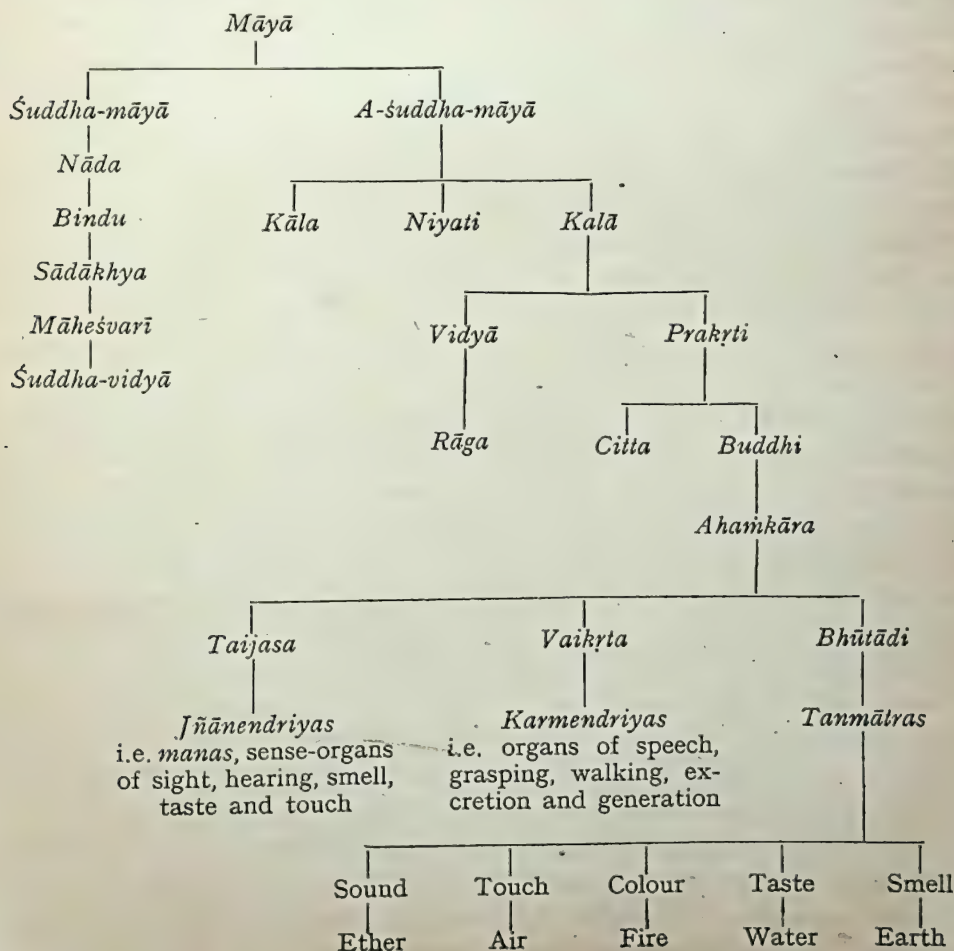 Māyā
Śuddha-māyā A-śuddha-māyā
Nāda
Bindu Kāla Niyati Kalā
Sādākhya
Māheśvarī Vidyā Prakṛti
Śuddha-vidyā
Rāga Citta Buddhi
Ahaṁkāra
Taijasa Vaikṛta Bhūtādi
Jñānendriyas Karmendriyas Tanmātras
i.e. manas, sense-organs i.e. organs of speech,
of sight, hearing, smell, grasping, walking, ex-
taste and touch cretion and generation
Sound Touch Colour Taste Smell
Ether Air Fire Water Earth